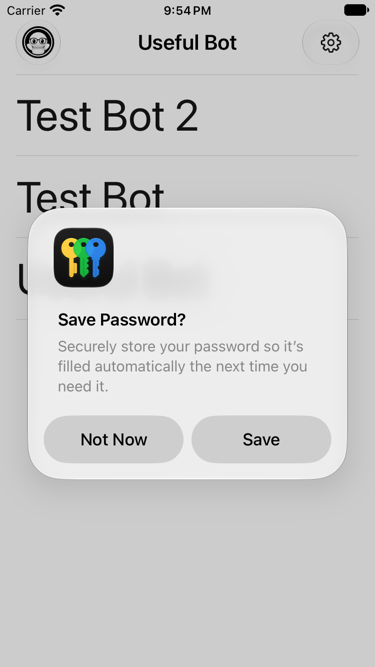 Carrier 9:54 PM
Useful Bot
Test Bot 2
Test Bot
Save Password?
Securely store your password so it's
filled automatically the next time you
need it.
Not Now Save